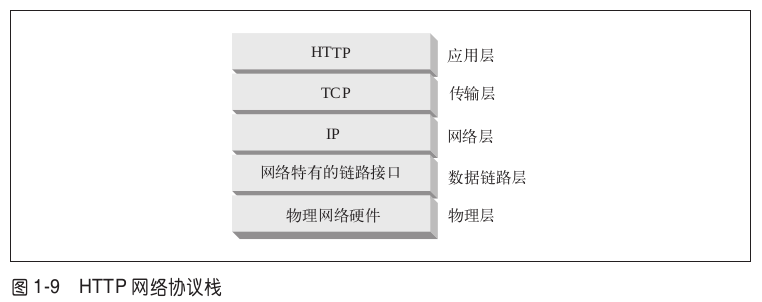 HTTP 应用层
TCP 传输层
IP 网络层
网络特有的链路接口 数据链路层
物理网络硬件 物理层
图 1-9 HTTP 网络协议栈